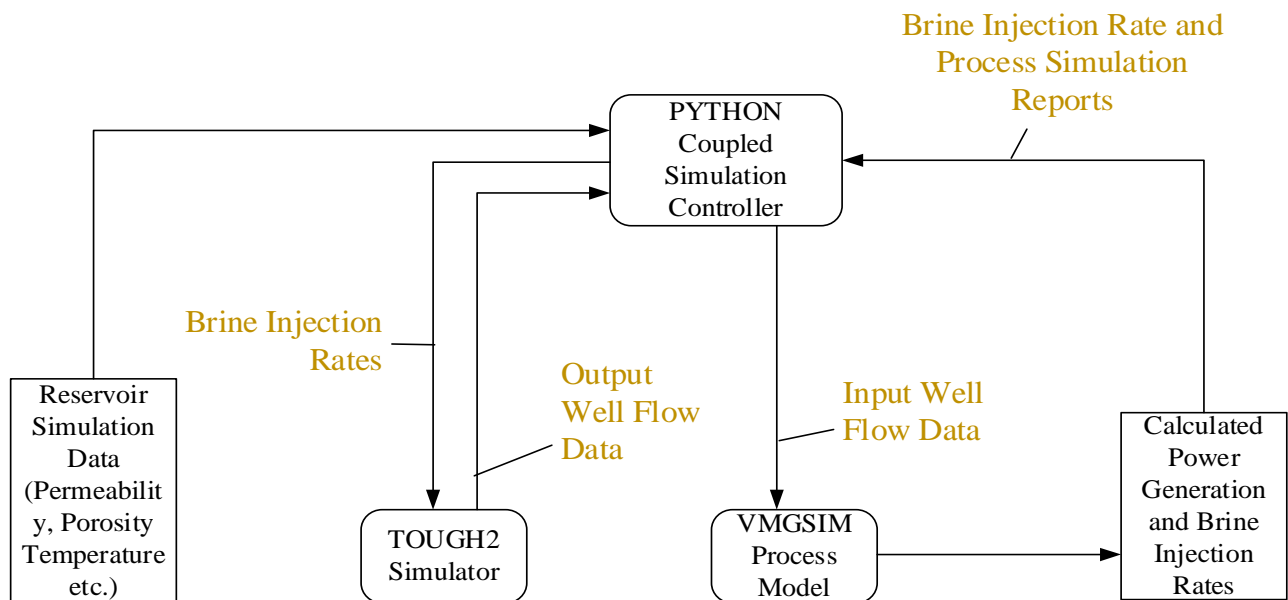 Brine Injection Rate and
Process Simulation
Reports
PYTHON
Coupled
Simulation
Controller
Brine Injection
Rates
Output
Well Flow
Data
Input Well
Flow Data
Reservoir
Simulation
Data
(Permeabilit
y, Porosity
Temperature
etc.)
TOUGH2
Simulator
VMGSIM
Process
Model
Calculated
Power
Generation
and Brine
Injection
Rates